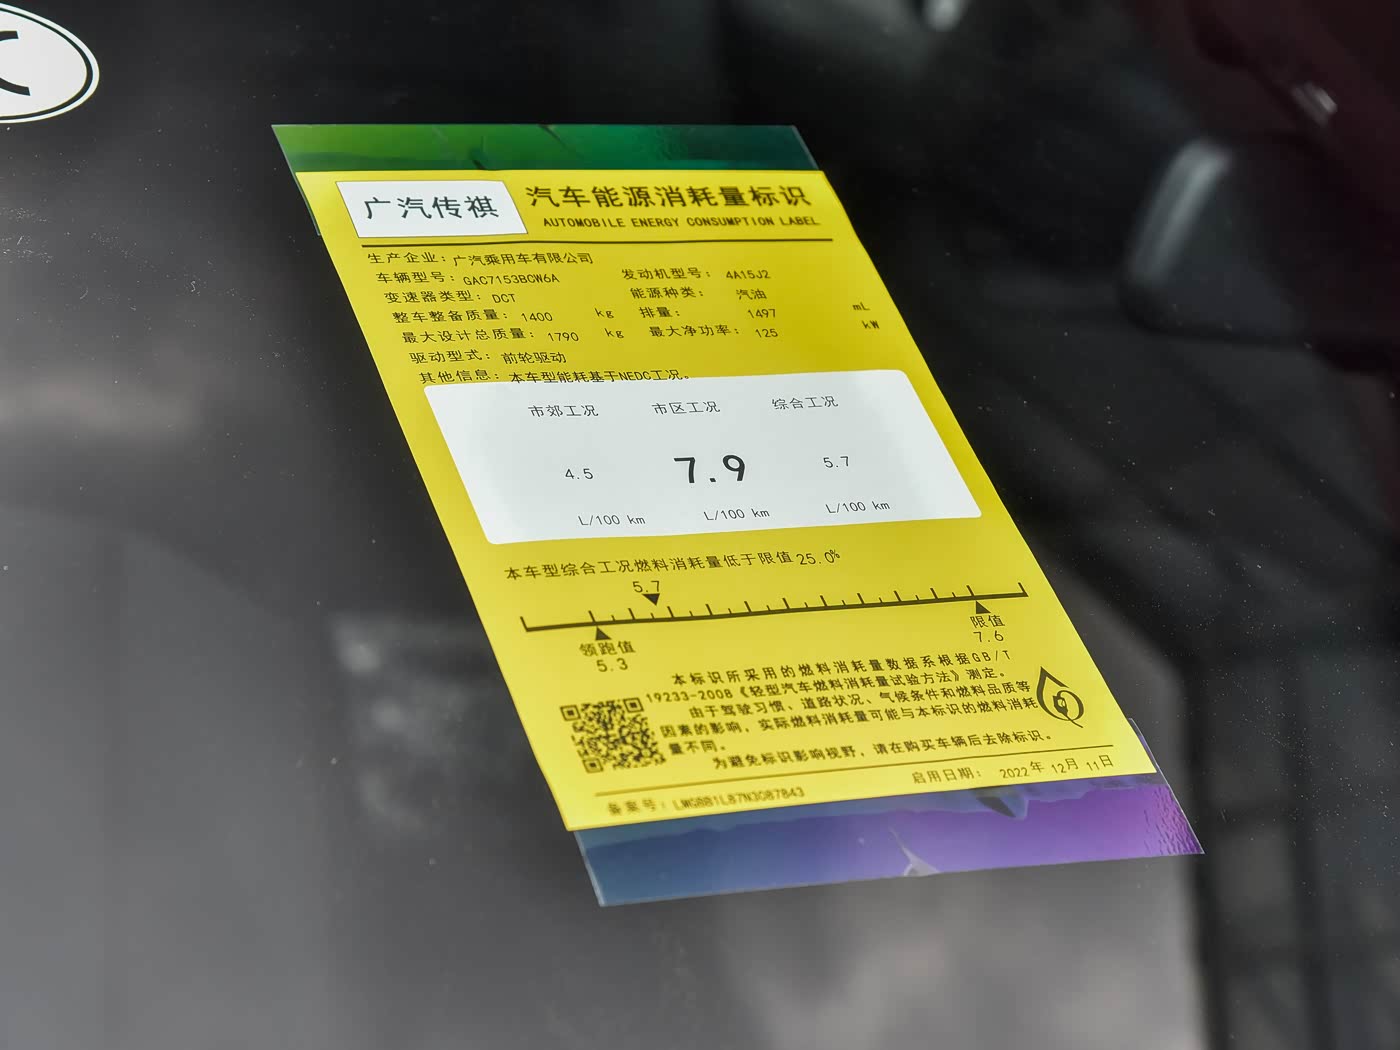 广汽传祺
汽车能源消耗量标识
AUTOMOBILE ENERGY CONSUMPTION LABEL
生产企业：广汽乘用车有限公司
车辆型号：GAC7153BCW6A 发动机型号：4A15J2
变速器类型：DCT 能源种类：汽油
整车整备质量：1400 kg 排量：1497 mL
最大设计总质量：1790 kg 最大净功率：125 kW
驱动型式：前轮驱动
其他信息：本车型能耗基于NEDC工况。
市郊工况 市区工况 综合工况
4.5 7.9 5.7
L/100 km L/100 km L/100 km
本车型综合工况燃料消耗量低于限值25.0%
5.7
领跑值 限值
5.3 7.6
本标识所采用的燃料消耗量数据系根据GB/T
19233-2008《轻型汽车燃料消耗量试验方法》测定。
由于驾驶习惯、道路状况、气候条件和燃料品质等
因素的影响，实际燃料消耗量可能与本标识的燃料消耗
量不同。
为避免标识影响视野，请在购买车辆后去除标识。
备案号：LMGBB1L87N3G87843 启用日期：2022年 12月 11日